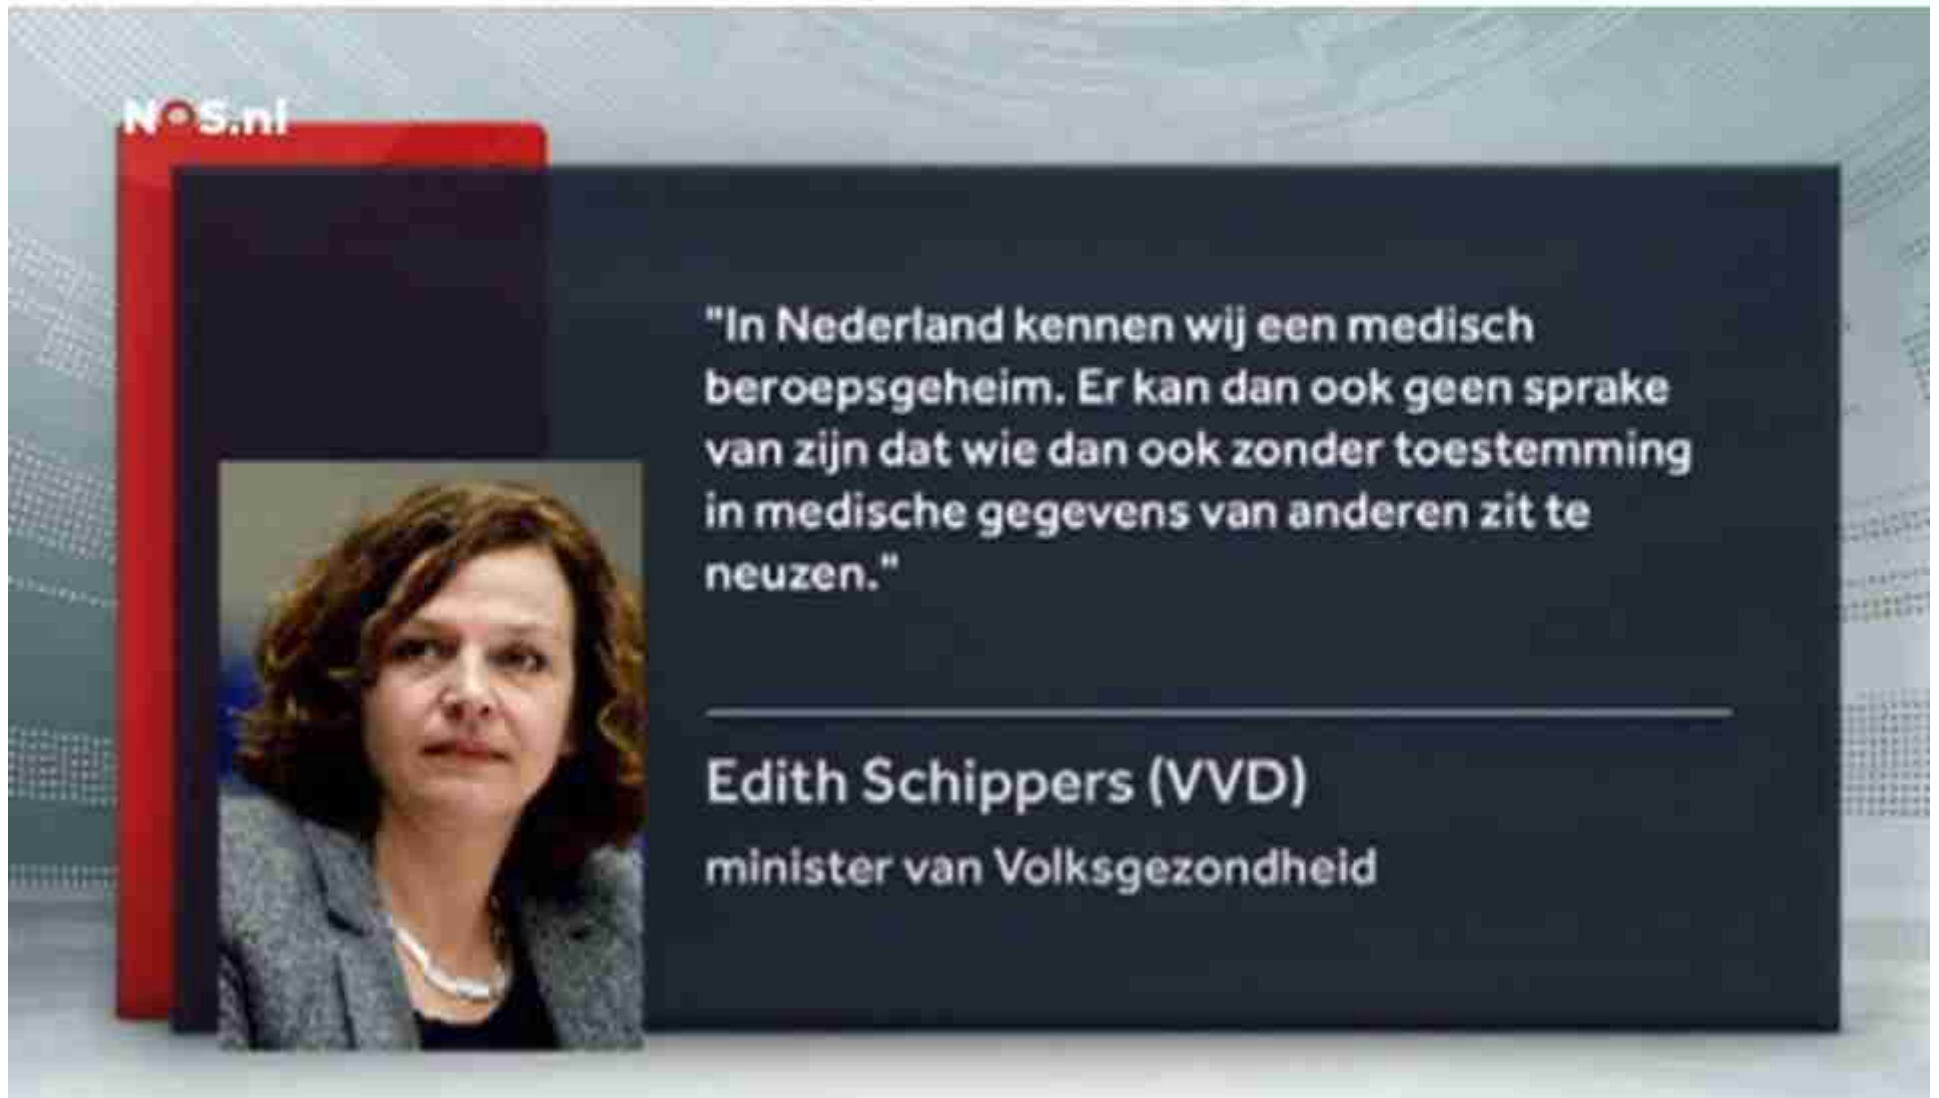 NOS.nl
"In Nederland kennen wij een medisch
beroepsgeheim. Er kan dan ook geen sprake
van zijn dat wie dan ook zonder toestemming
in medische gegevens van anderen zit te
neuzen."
Edith Schippers (VVD)
minister van Volksgezondheid